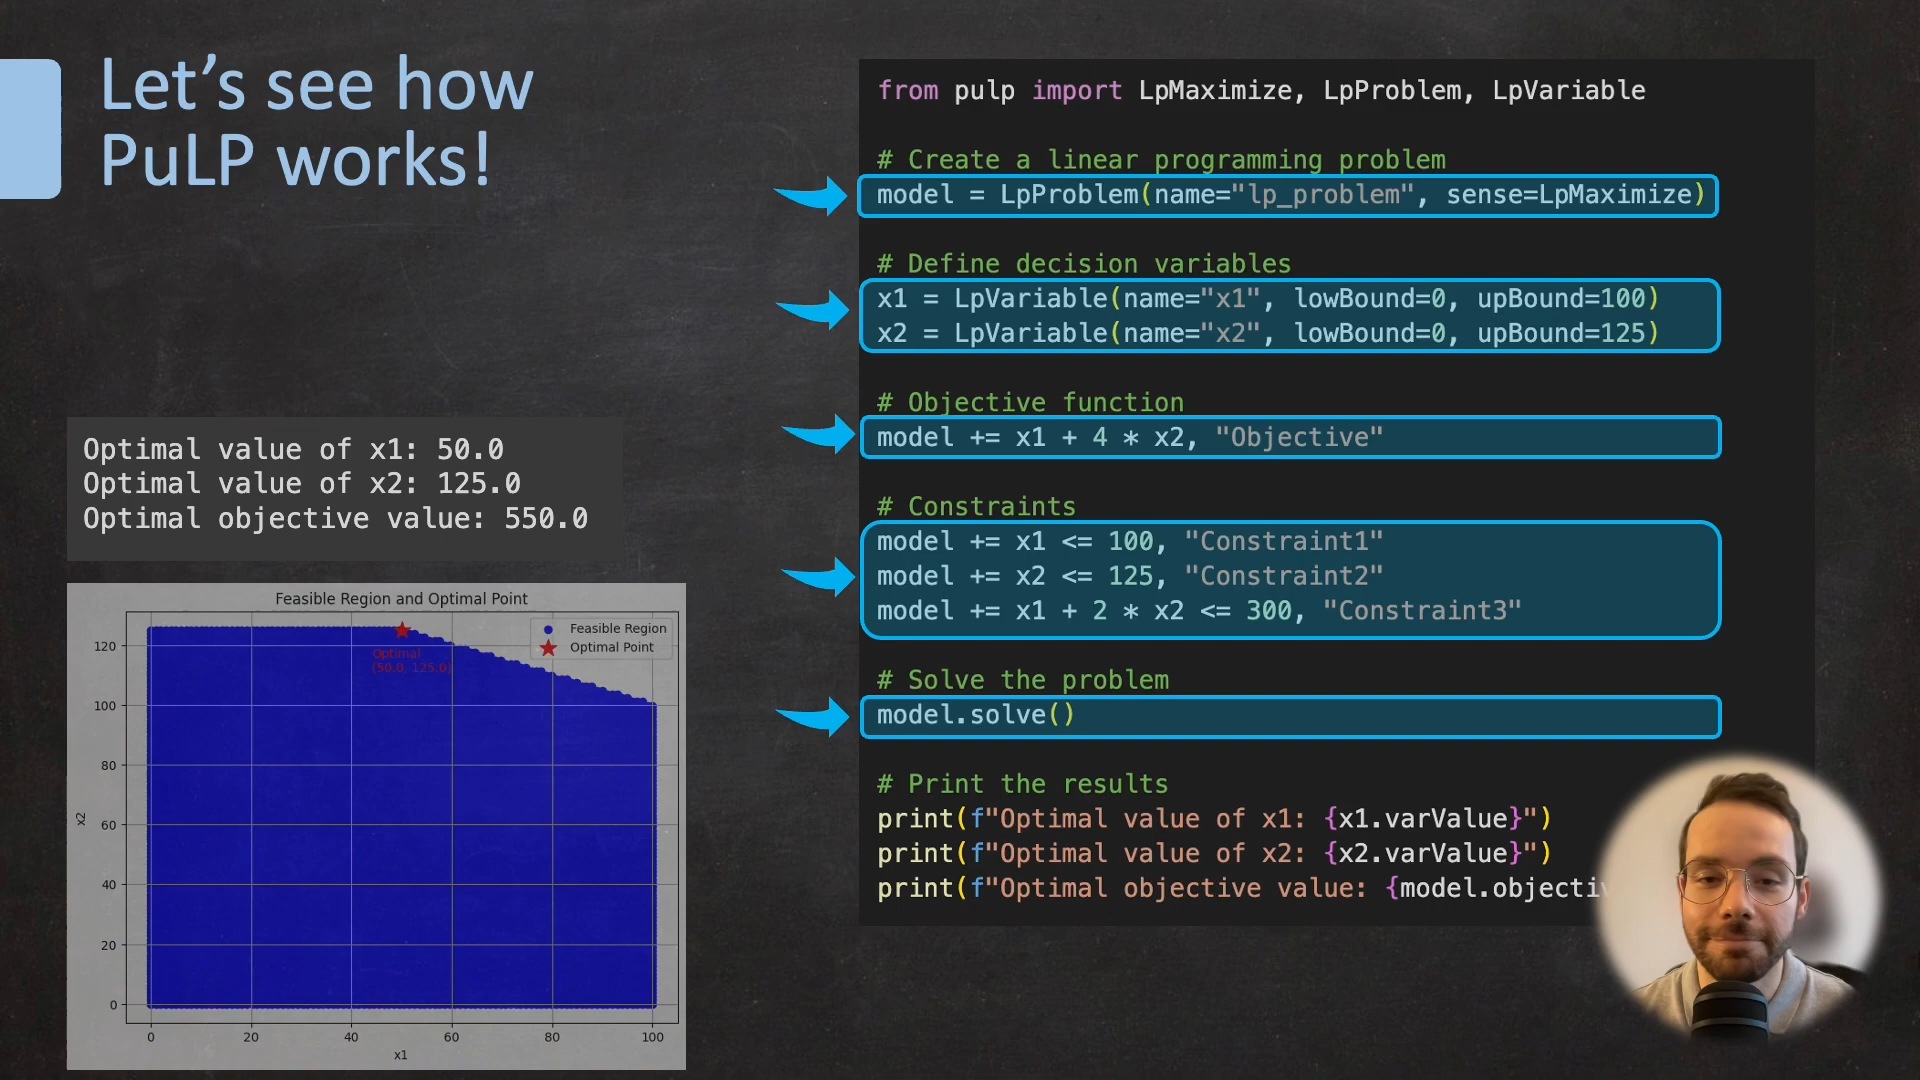 Let’s see how
PuLP works!
Optimal value of x1: 50.0
Optimal value of x2: 125.0
Optimal objective value: 550.0
Feasible Region and Optimal Point
Feasible Region
Optimal Point
Optimal
(50.0, 125.0)
120
100
80
60
40
20
0
x2
0 20 40 60 80 100
x1
from pulp import LpMaximize, LpProblem, LpVariable
# Create a linear programming problem
model = LpProblem(name="lp_problem", sense=LpMaximize)
# Define decision variables
x1 = LpVariable(name="x1", lowBound=0, upBound=100)
x2 = LpVariable(name="x2", lowBound=0, upBound=125)
# Objective function
model += x1 + 4 * x2, "Objective"
# Constraints
model += x1 <= 100, "Constraint1"
model += x2 <= 125, "Constraint2"
model += x1 + 2 * x2 <= 300, "Constraint3"
# Solve the problem
model.solve()
# Print the results
print(f"Optimal value of x1: {x1.varValue}")
print(f"Optimal value of x2: {x2.varValue}")
print(f"Optimal objective value: {model.objecti